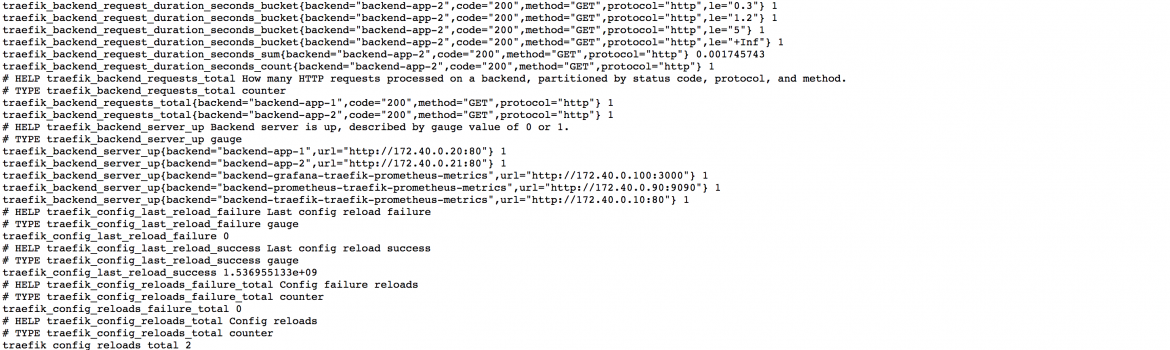 traefik_backend_request_duration_seconds_bucket{backend="backend-app-2",code="200",method="GET",protocol="http",le="0.3"} 1
traefik_backend_request_duration_seconds_bucket{backend="backend-app-2",code="200",method="GET",protocol="http",le="1.2"} 1
traefik_backend_request_duration_seconds_bucket{backend="backend-app-2",code="200",method="GET",protocol="http",le="5"} 1
traefik_backend_request_duration_seconds_bucket{backend="backend-app-2",code="200",method="GET",protocol="http",le="+Inf"} 1
traefik_backend_request_duration_seconds_sum{backend="backend-app-2",code="200",method="GET",protocol="http"} 0.001745743
traefik_backend_request_duration_seconds_count{backend="backend-app-2",code="200",method="GET",protocol="http"} 1
# HELP traefik_backend_requests_total How many HTTP requests processed on a backend, partitioned by status code, protocol, and method.
# TYPE traefik_backend_requests_total counter
traefik_backend_requests_total{backend="backend-app-1",code="200",method="GET",protocol="http"} 1
traefik_backend_requests_total{backend="backend-app-2",code="200",method="GET",protocol="http"} 1
# HELP traefik_backend_server_up Backend server is up, described by gauge value of 0 or 1.
# TYPE traefik_backend_server_up gauge
traefik_backend_server_up{backend="backend-app-1",url="http://172.40.0.20:80"} 1
traefik_backend_server_up{backend="backend-app-2",url="http://172.40.0.21:80"} 1
traefik_backend_server_up{backend="backend-grafana-traefik-prometheus-metrics",url="http://172.40.0.100:3000"} 1
traefik_backend_server_up{backend="backend-prometheus-traefik-prometheus-metrics",url="http://172.40.0.90:9090"} 1
traefik_backend_server_up{backend="backend-traefik-traefik-prometheus-metrics",url="http://172.40.0.10:80"} 1
# HELP traefik_config_last_reload_failure Last config reload failure
# TYPE traefik_config_last_reload_failure gauge
traefik_config_last_reload_failure 0
# HELP traefik_config_last_reload_success Last config reload success
# TYPE traefik_config_last_reload_success gauge
traefik_config_last_reload_success 1.536955133e+09
# HELP traefik_config_reloads_failure_total Config failure reloads
# TYPE traefik_config_reloads_failure_total counter
traefik_config_reloads_failure_total 0
# HELP traefik_config_reloads_total Config reloads
# TYPE traefik_config_reloads_total counter
traefik_config_reloads_total 2